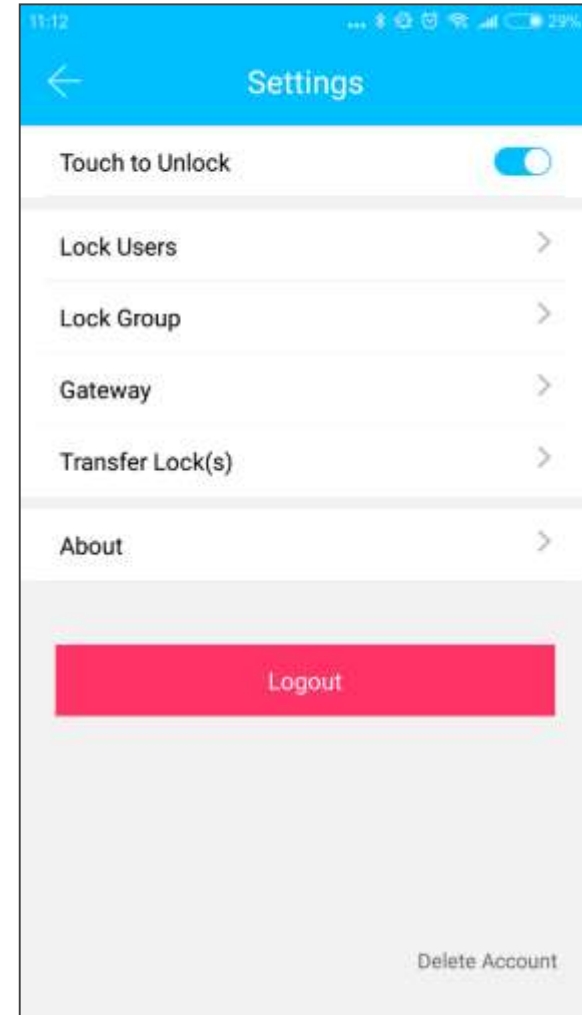 11:12
... 29%
Settings
Touch to Unlock
Lock Users
Lock Group
Gateway
Transfer Lock(s)
About
Logout
Delete Account